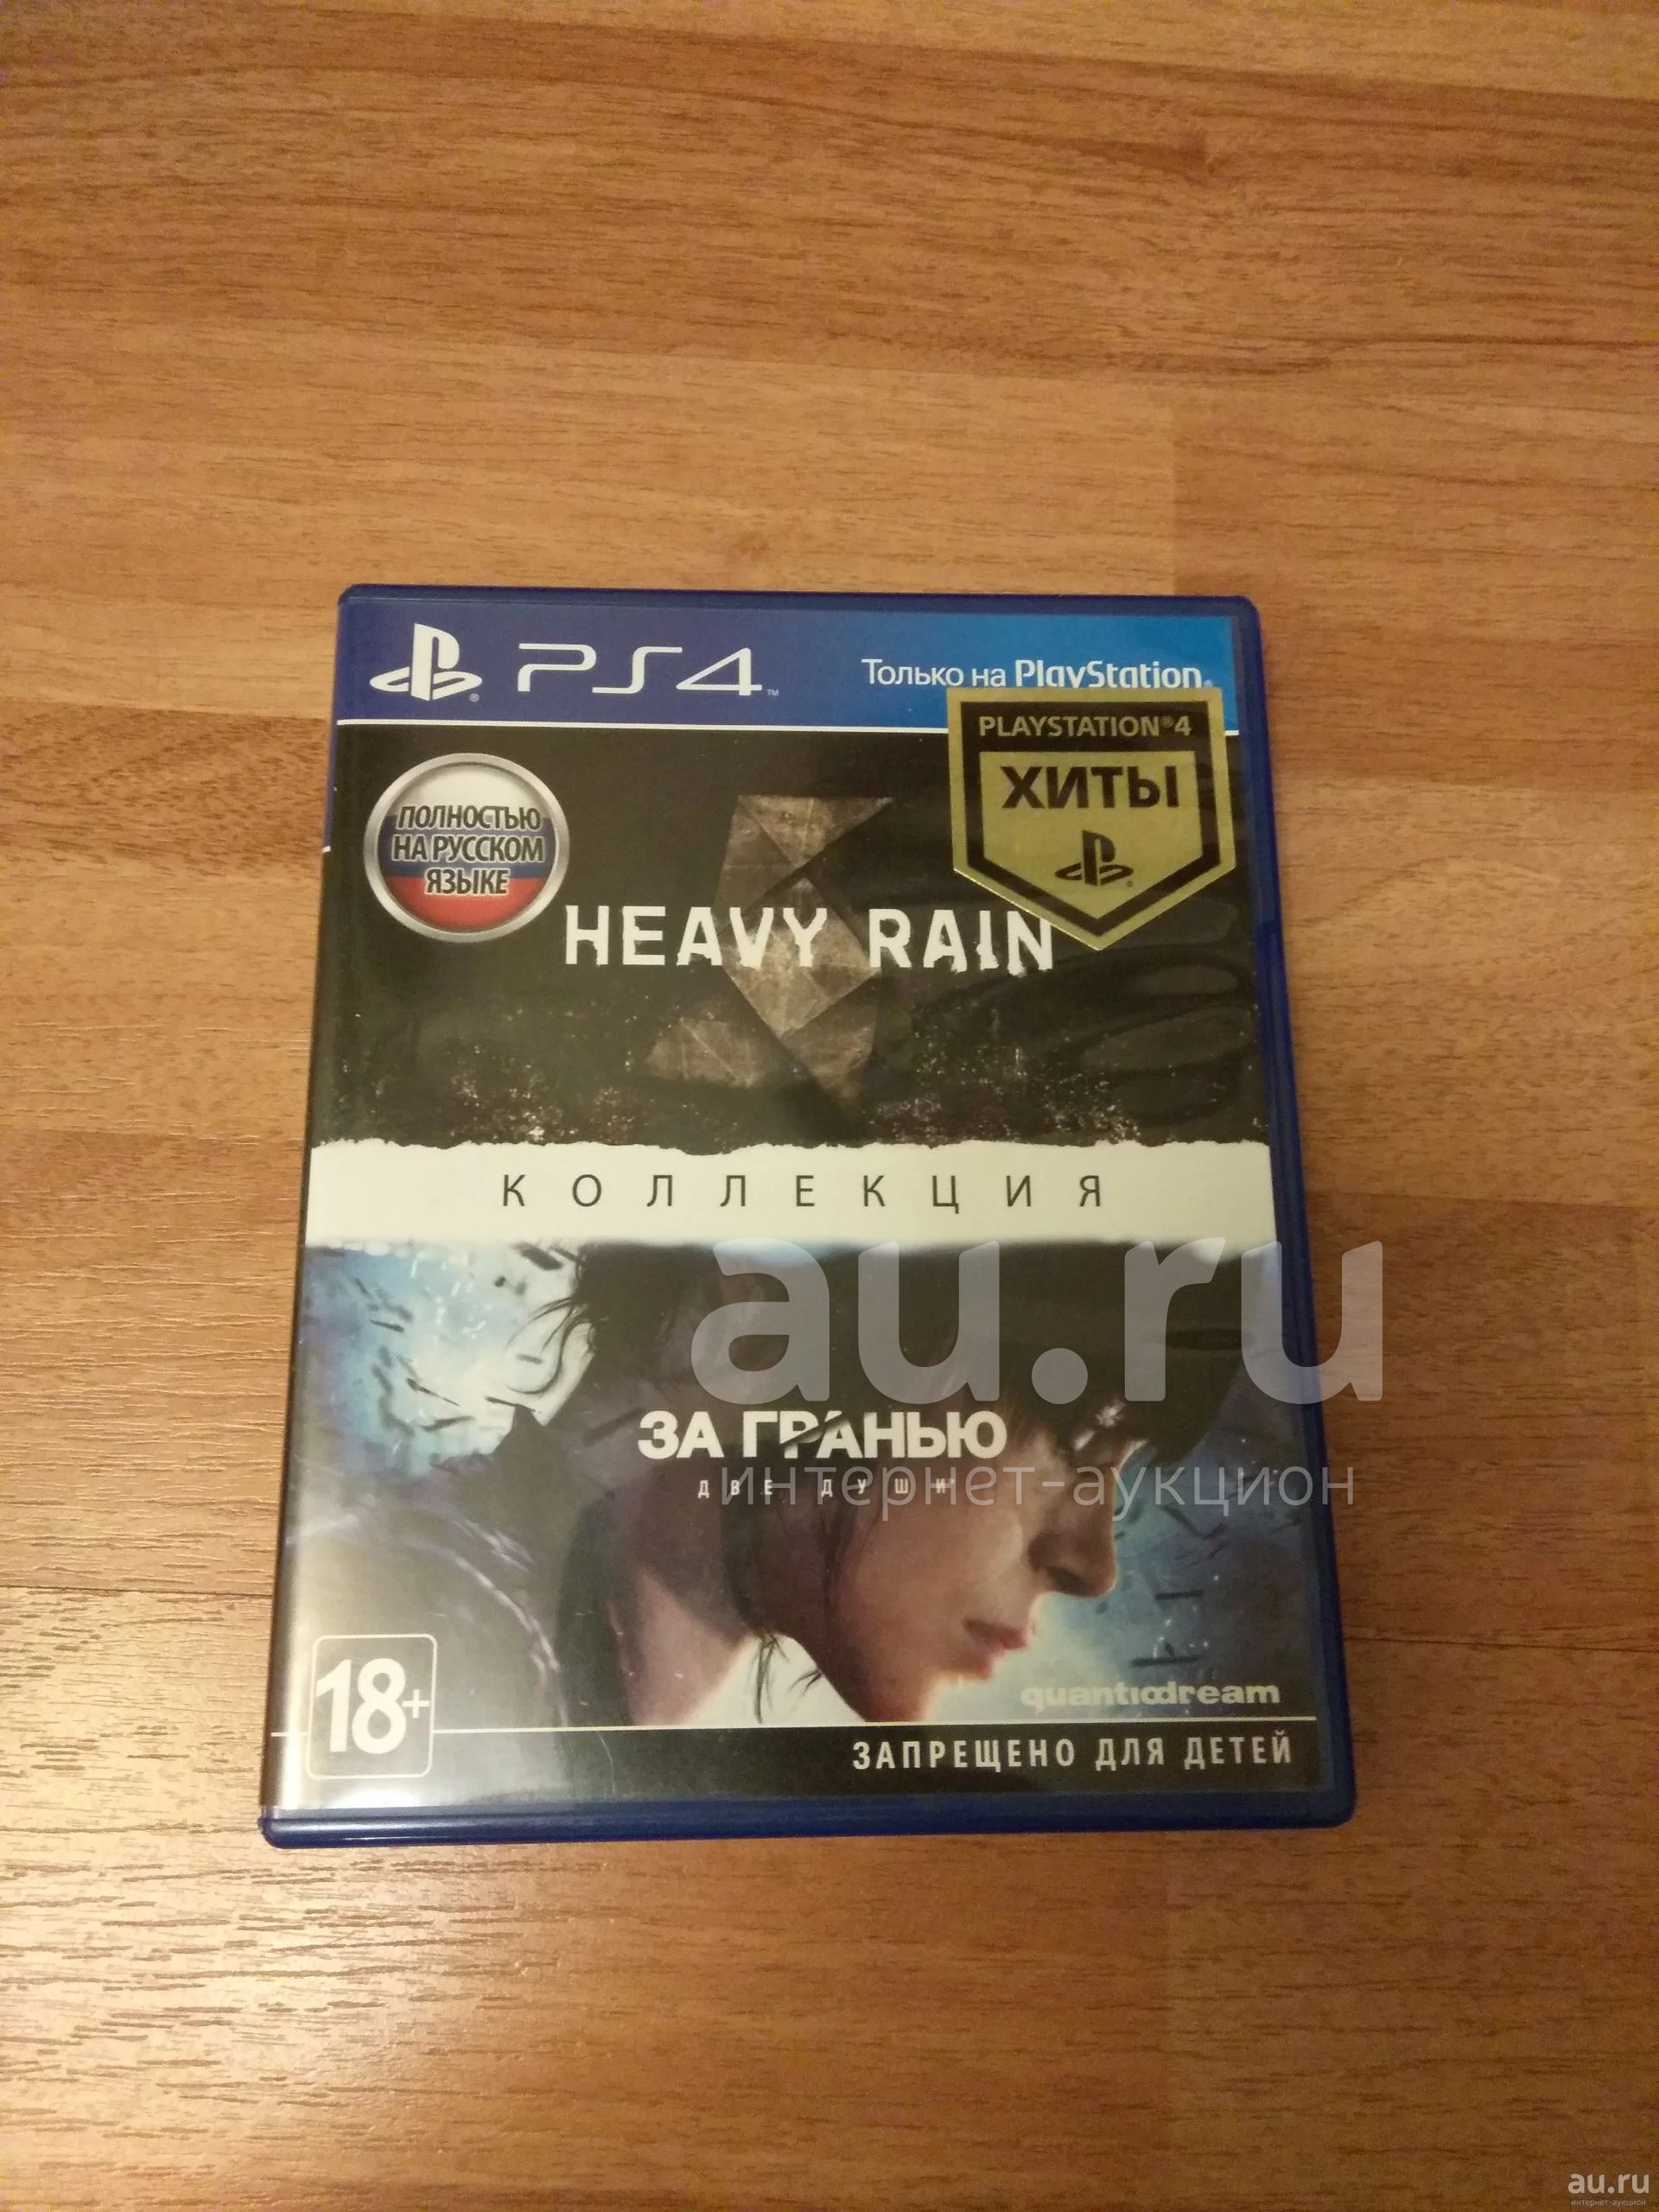 PS4™
Только на PlayStation®
PLAYSTATION®4
ХИТЫ
ПОЛНОСТЬЮ
НА РУССКОМ
ЯЗЫКЕ
HEAVY RAIN
КОЛЛЕКЦИЯ
au.ru
ЗА ГРАНЬЮ
ДВЕ ДУШИ
интернет-аукцион
quanticdream
18+
ЗАПРЕЩЕНО ДЛЯ ДЕТЕЙ
au.ru
интернет-аукцион